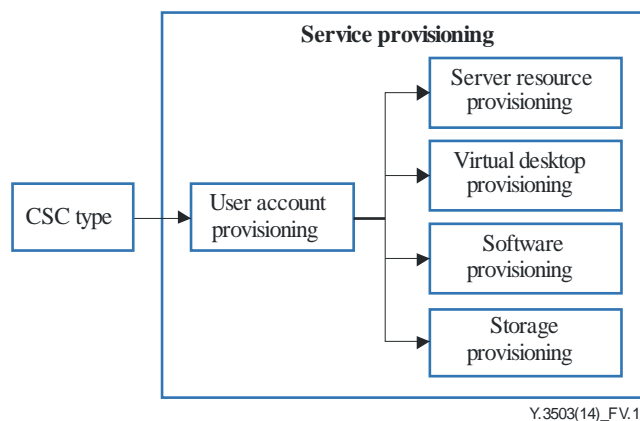 Service provisioning
Server resource
provisioning
Virtual desktop
provisioning
CSC type
User account
provisioning
Software
provisioning
Storage
provisioning
Y.3503(14)_FV.1